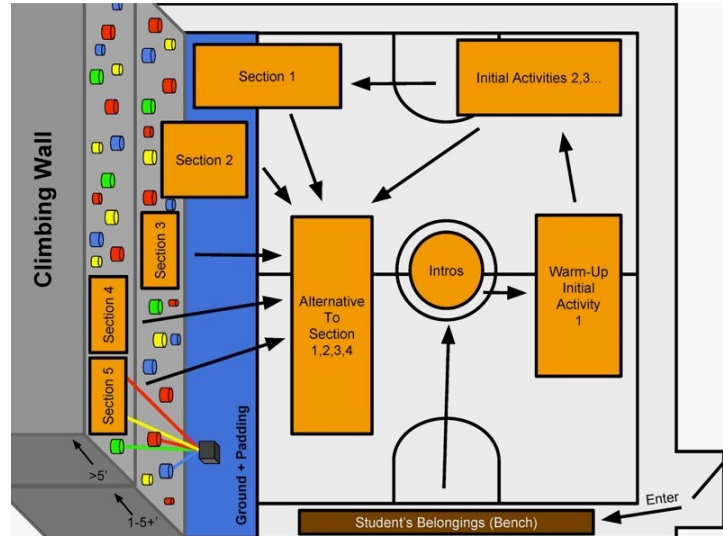 Climbing Wall
Section 1
Initial Activities 2,3...
Section 2
Section 3
Section 4
Section 5
Alternative
To
Section
1,2,3,4
Intros
Warm-Up
Initial
Activity
1
>5'
1-5+'
Ground + Padding
Enter
Student's Belongings (Bench)